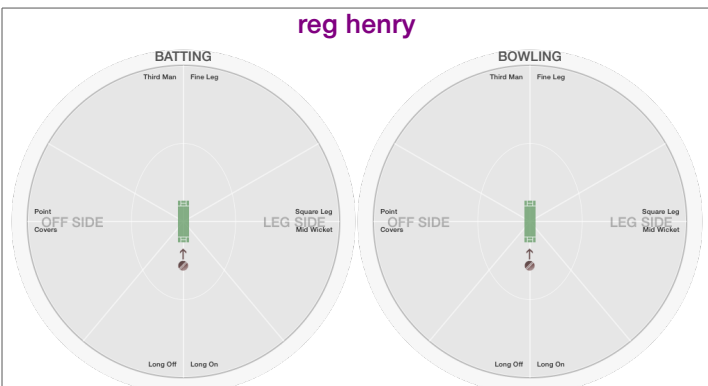 reg henry
BATTING
Third Man Fine Leg
Point
OFF SIDE
Covers
Square Leg
LEG SIDE
Mid Wicket
Long Off Long On
BOWLING
Third Man Fine Leg
Point
OFF SIDE
Covers
Square Leg
LEG SIDE
Mid Wicket
Long Off Long On